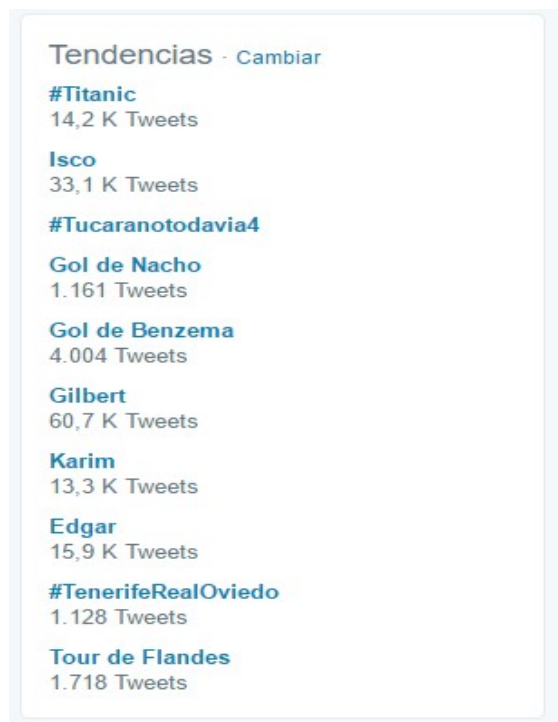 Tendencias · Cambiar
#Titanic
14,2 K Tweets
Isco
33,1 K Tweets
#Tucaranotodavia4
Gol de Nacho
1.161 Tweets
Gol de Benzema
4.004 Tweets
Gilbert
60,7 K Tweets
Karim
13,3 K Tweets
Edgar
15,9 K Tweets
#TenerifeRealOviedo
1.128 Tweets
Tour de Flandes
1.718 Tweets